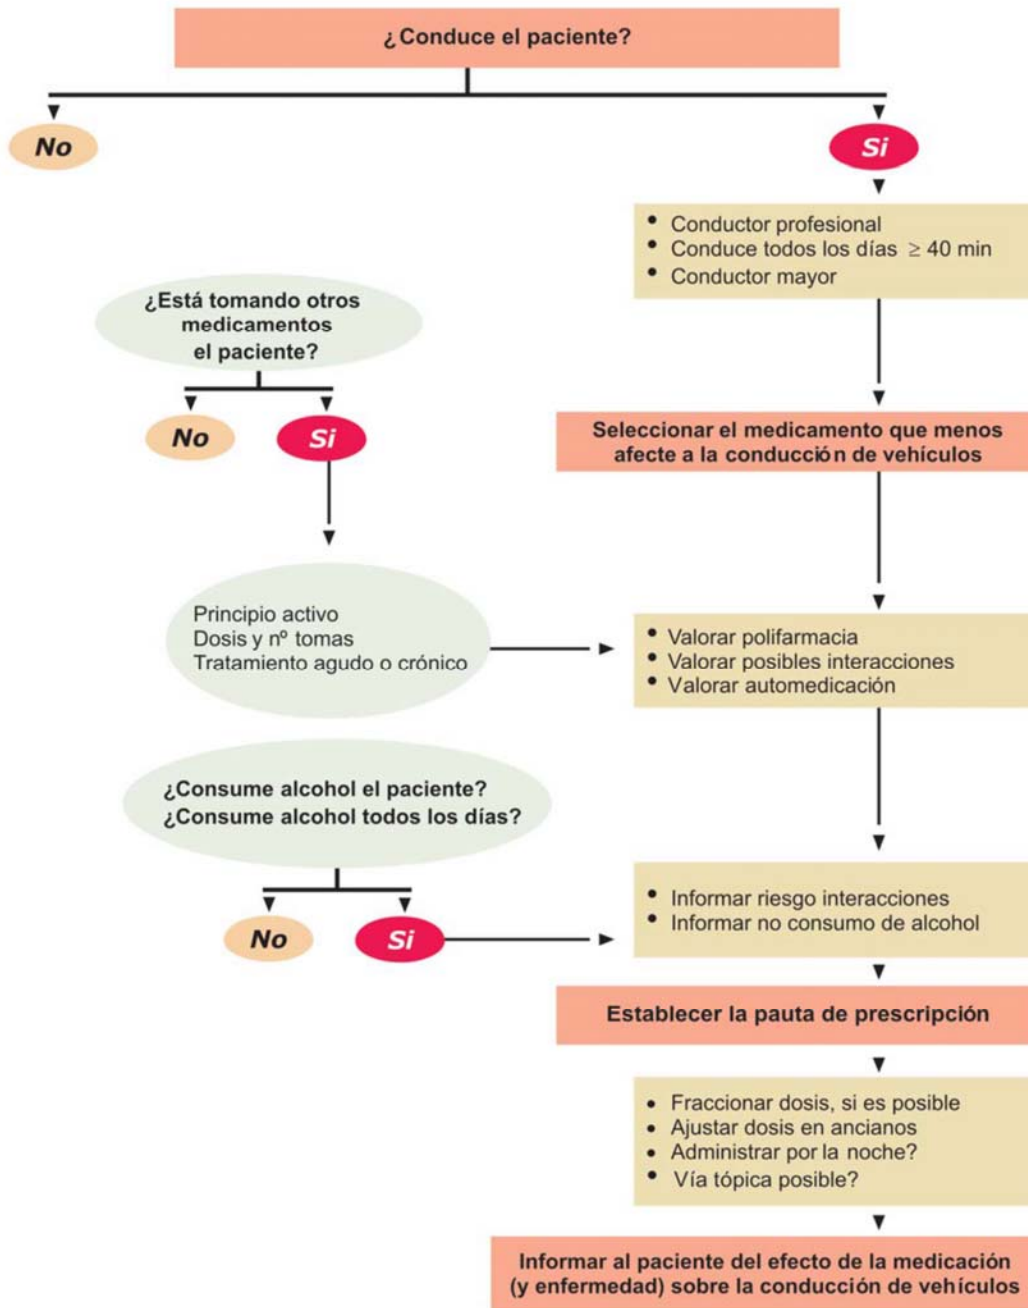 ¿Conduce el paciente?
No
Si
• Conductor profesional
• Conduce todos los días ≥ 40 min
• Conductor mayor
¿Está tomando otros
medicamentos
el paciente?
No
Si
Seleccionar el medicamento que menos
afecte a la conducción de vehículos
Principio activo
Dosis y nº tomas
Tratamiento agudo o crónico
• Valorar polifarmacia
• Valorar posibles interacciones
• Valorar automedicación
¿Consume alcohol el paciente?
¿Consume alcohol todos los días?
No
Si
• Informar riesgo interacciones
• Informar no consumo de alcohol
Establecer la pauta de prescripción
• Fraccionar dosis, si es posible
• Ajustar dosis en ancianos
• Administrar por la noche?
• Vía tópica posible?
Informar al paciente del efecto de la medicación
(y enfermedad) sobre la conducción de vehículos